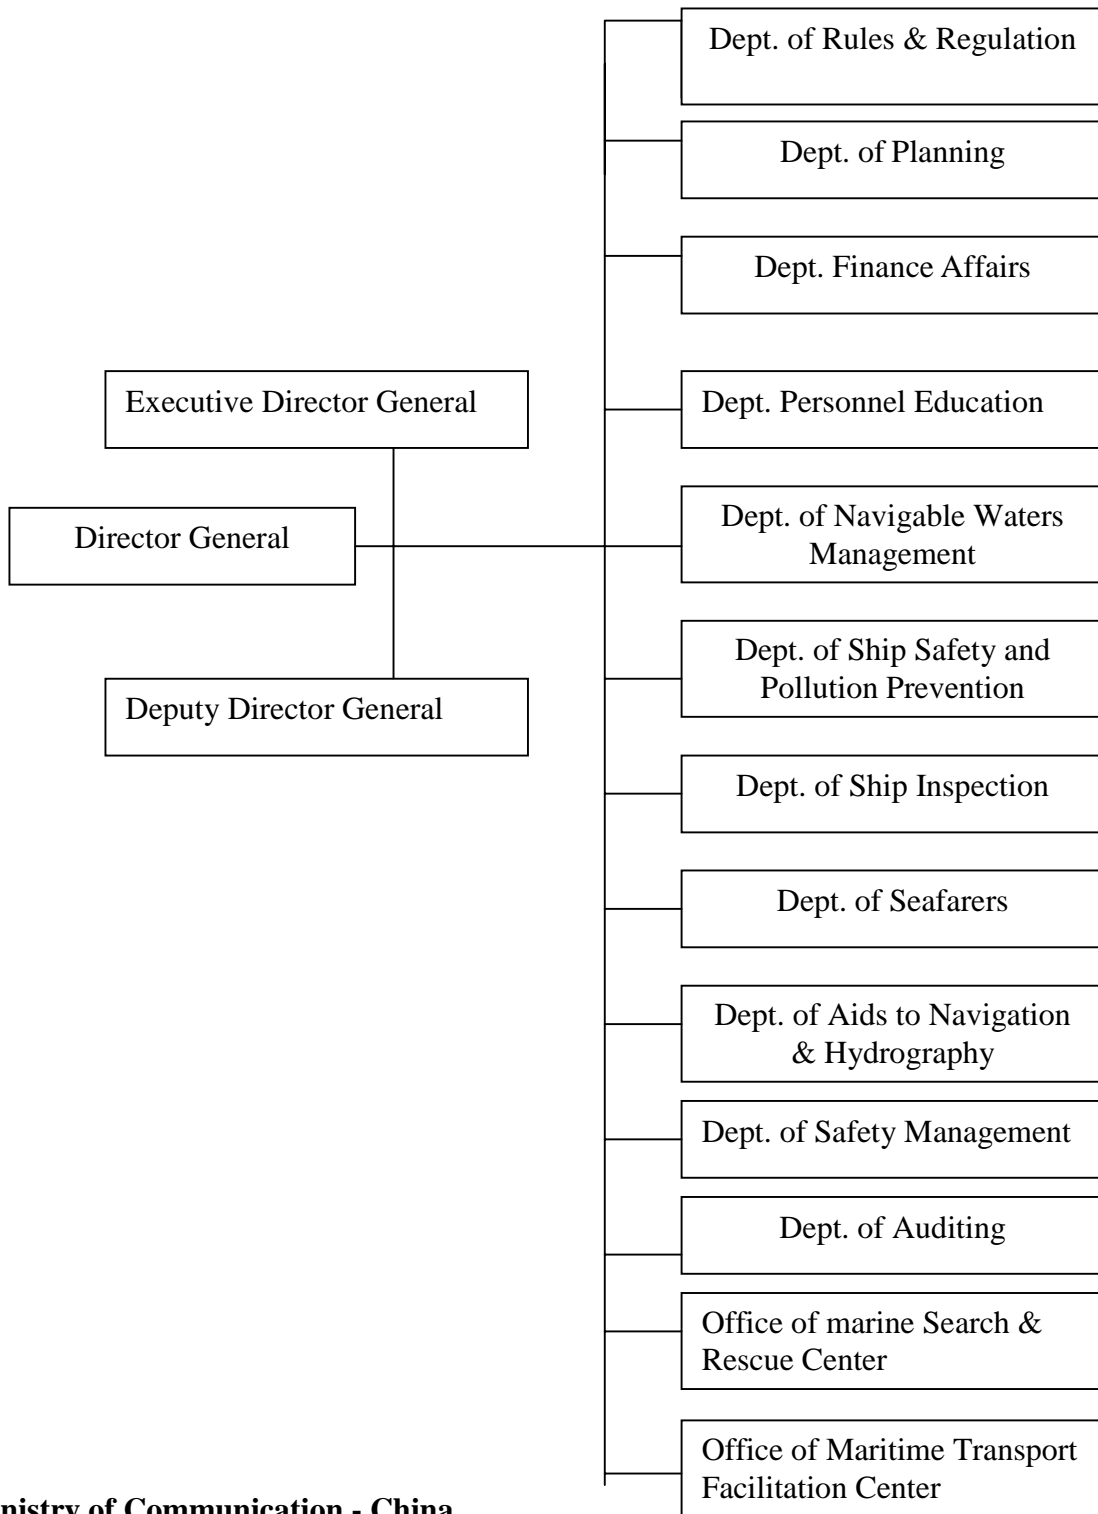 Dept. of Rules & Regulation
Dept. of Planning
Dept. Finance Affairs
Executive Director General
Dept. Personnel Education
Director General
Dept. of Navigable Waters
Management
Dept. of Ship Safety and
Pollution Prevention
Deputy Director General
Dept. of Ship Inspection
Dept. of Seafarers
Dept. of Aids to Navigation
& Hydrography
Dept. of Safety Management
Dept. of Auditing
Office of marine Search &
Rescue Center
Office of Maritime Transport
Facilitation Center
nistry of Communication - China